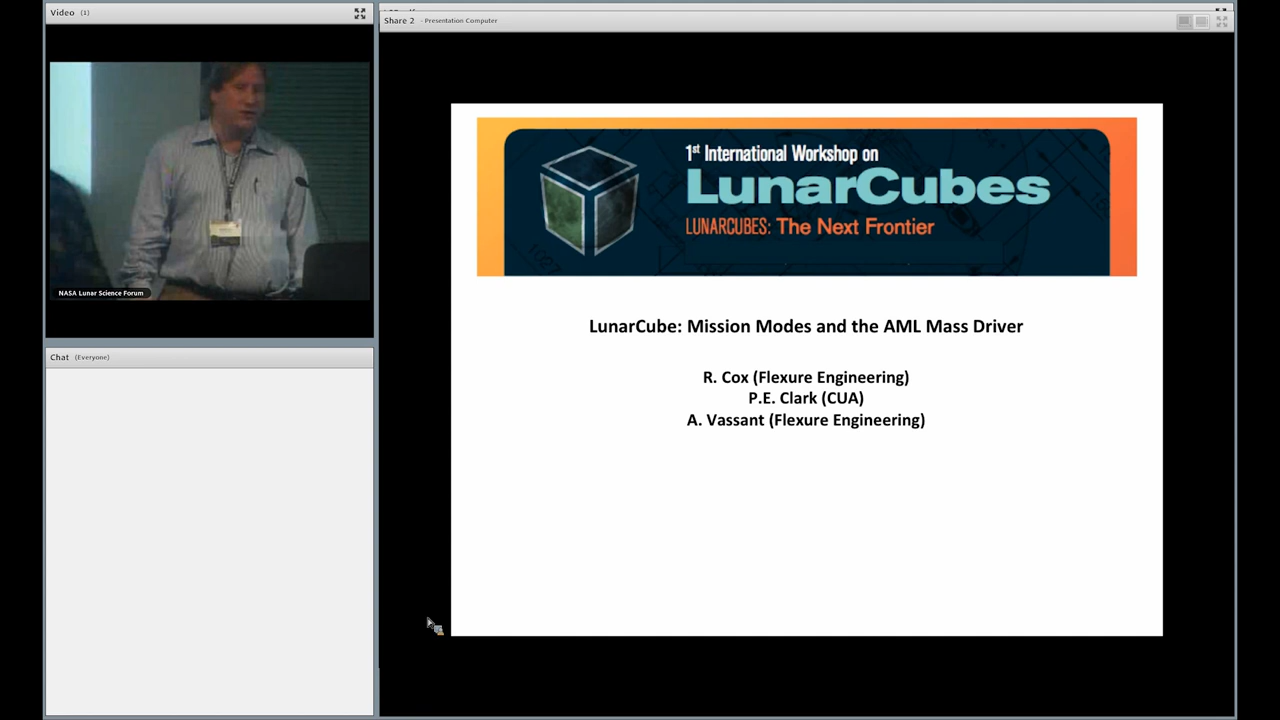 Video (1)
Share 2 - Presentation Computer
NASA Lunar Science Forum
Chat (Everyone)
1st International Workshop on
LunarCubes
LUNARCUBES: The Next Frontier
LunarCube: Mission Modes and the AML Mass Driver
R. Cox (Flexure Engineering)
P.E. Clark (CUA)
A. Vassant (Flexure Engineering)